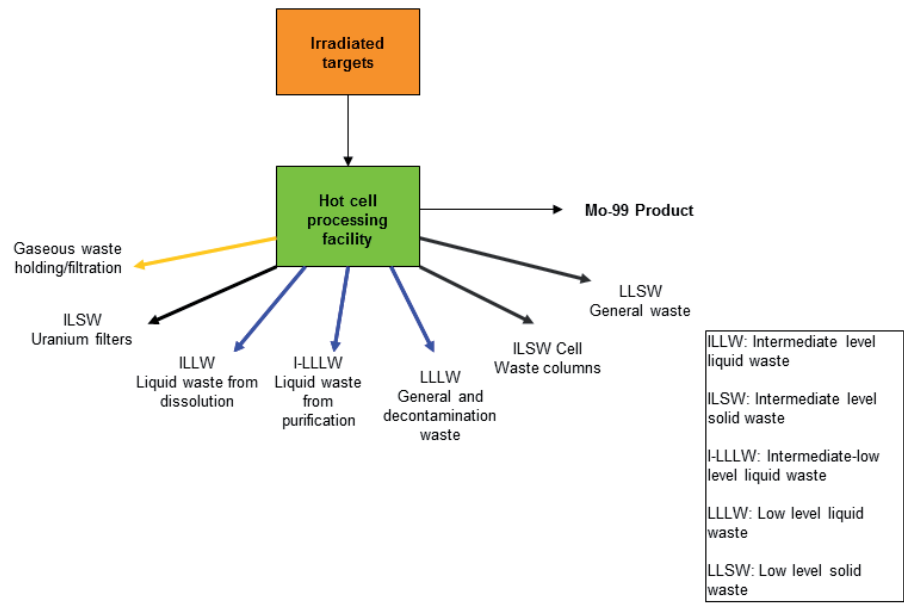 Irradiated
targets
Hot cell
processing
facility
Mo-99 Product
Gaseous waste
holding/filtration
ILSW
Uranium filters
ILLW
Liquid waste from
dissolution
I-LLLW
Liquid waste
from
purification
LLLW
General and
decontamination
waste
ILSW Cell
Waste columns
LLSW
General waste
ILLW: Intermediate level
liquid waste
ILSW: Intermediate level
solid waste
I-LLLW: Intermediate-low
level liquid waste
LLLW: Low level liquid
waste
LLSW: Low level solid
waste